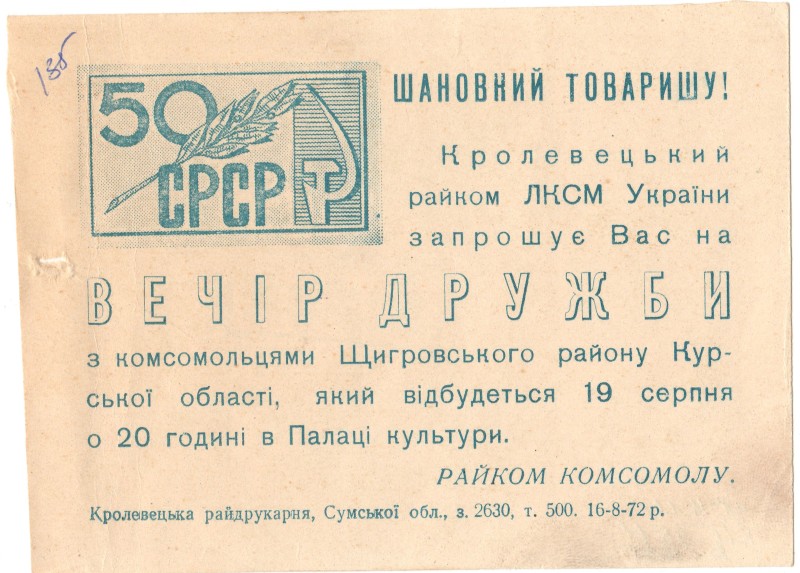 50
СРСР
ШАНОВНИЙ ТОВАРИШУ!
Кролевецький
райком ЛКСМ України
запрошує Вас на
ВЕЧІР ДРУЖБИ
з комсомольцями Щигровського району Кур-
ської області, який відбудеться 19 серпня
о 20 годині в Палаці культури.
РАЙКОМ КОМСОМОЛУ.
Кролевецька райдрукарня, Сумської обл., з. 2630, т. 500. 16-8-72 р.